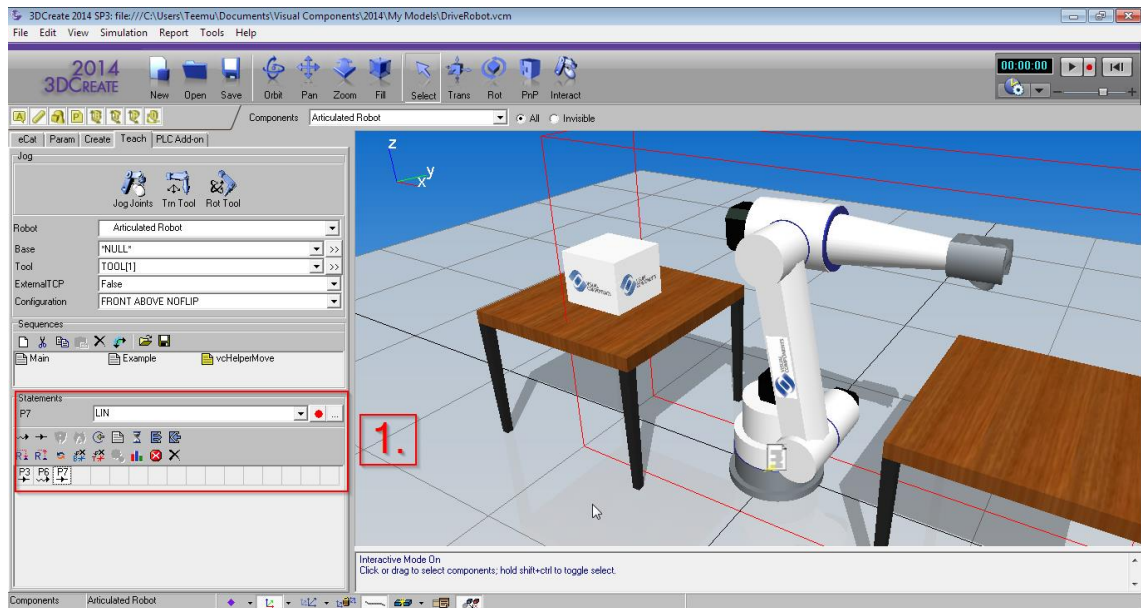 3DCreate 2014 SP3: file:///C:\Users\Teemu\Documents\Visual Components\2014\My Models\DriveRobot.vcm
File Edit View Simulation Report Tools Help
2014
3DCREATE
New Open Save Orbit Pan Zoom Fill Select Trans Rot PnP Interact
00:00:00
Components Articulated Robot All Invisible
eCat Param Create Teach PLC Add-on
Jog
Jog Joints Trn Tool Rot Tool
Robot Articulated Robot
Base *NULL*
Tool TOOL[1]
ExternalTCP False
Configuration FRONT ABOVE NOFLIP
Sequences
Main Example vcHelperMove
Statements
P7 LIN
P3 P6 P7
z
y
x
1.
VISUAL COMPONENTS
Interactive Mode On
Click or drag to select components; hold shift+ctrl to toggle select.
Components Articulated Robot